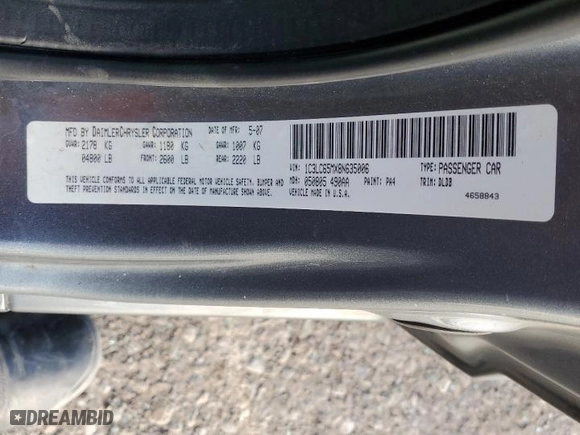 MFD BY DAIMLERCHRYSLER CORPORATION DATE OF MFR: 5-07
GVWR: 2178 KG GAWR: 1180 KG GAWR: 1007 KG
04800 LB FRONT: 2600 LB REAR: 2220 LB
THIS VEHICLE CONFORMS TO ALL APPLICABLE FEDERAL MOTOR VEHICLE SAFETY, BUMPER AND
THEFT PREVENTION STANDARDS IN EFFECT ON THE DATE OF MANUFACTURE SHOWN ABOVE.
VIN: 1C3LC65MX8N635006 TYPE: PASSENGER CAR
MDH: 050805 490AA PAINT: PA4 TRIM: DLD3
VEHICLE MADE IN U.S.A. 4658843
DREAMBID